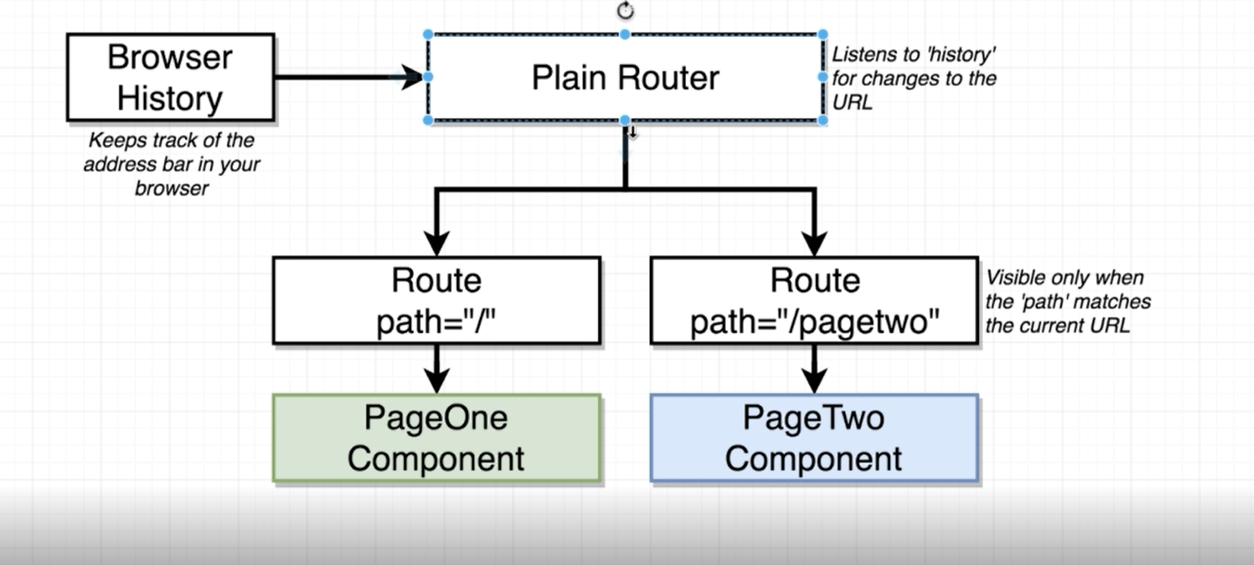 Browser
History
Keeps track of the
address bar in your
browser
Plain Router
Listens to 'history'
for changes to the
URL
Route
path="/"
Route
path="/pagetwo"
Visible only when
the 'path' matches
the current URL
PageOne
Component
PageTwo
Component